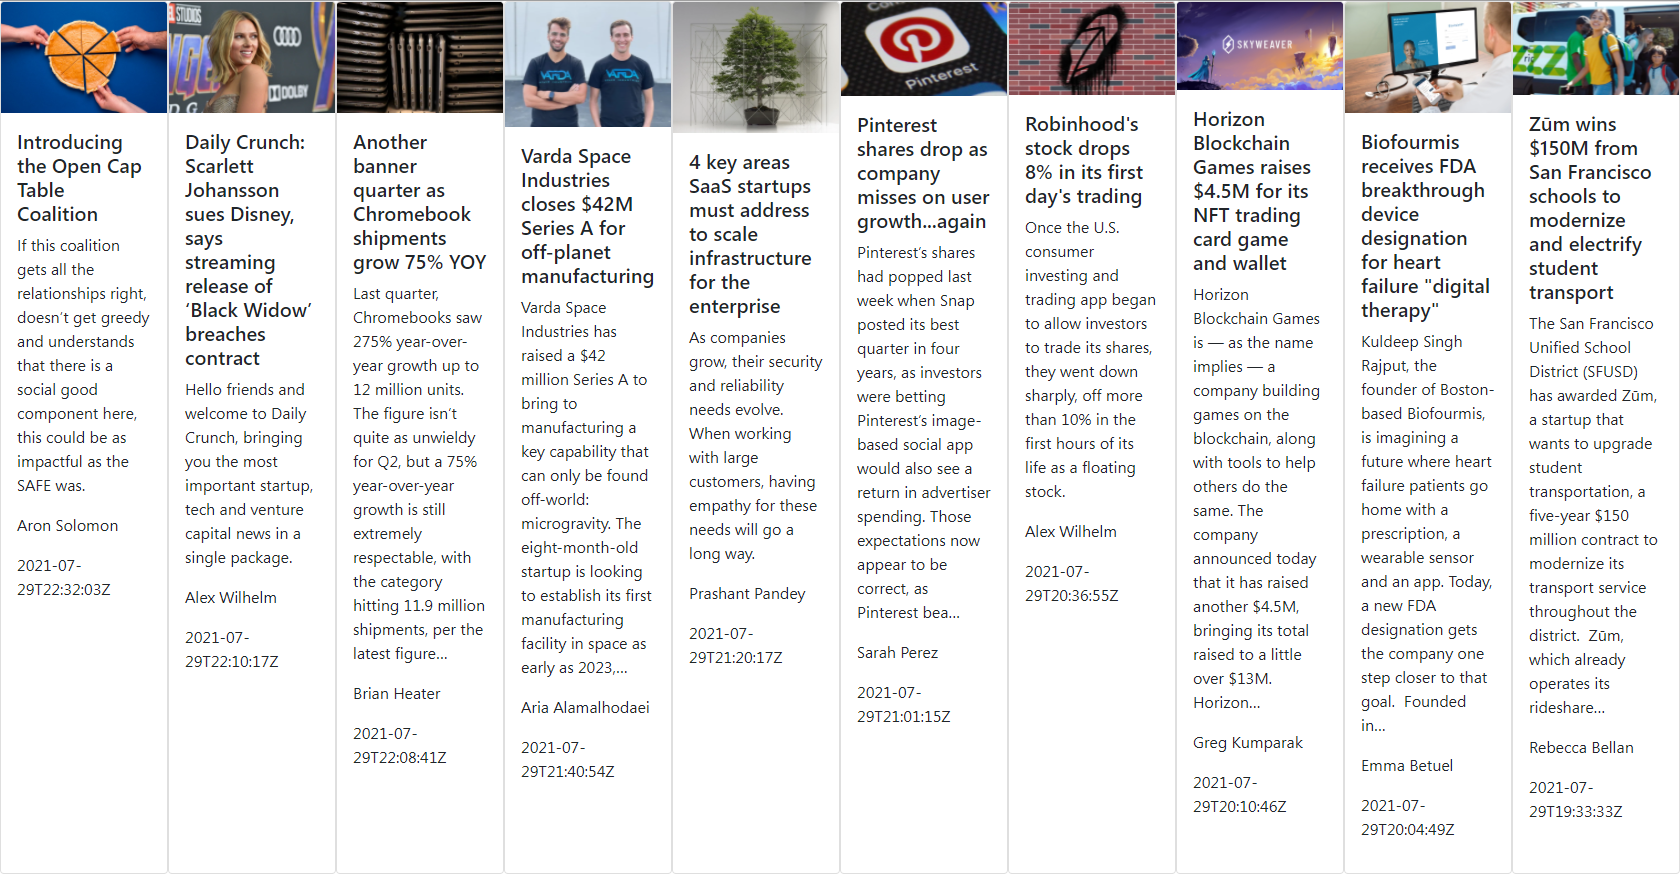 EL STUDIOS
DOLBY
VARDA
VARDA
Pinterest
SKYWEAVER
Introducing
the Open Cap
Table
Coalition
If this coalition
gets all the
relationships right,
doesn’t get greedy
and understands
that there is a
social good
component here,
this could be as
impactful as the
SAFE was.
Aron Solomon
2021-07-
29T22:32:03Z
Daily Crunch:
Scarlett
Johansson
sues Disney,
says
streaming
release of
‘Black Widow’
breaches
contract
Hello friends and
welcome to Daily
Crunch, bringing
you the most
important startup,
tech and venture
capital news in a
single package.
Alex Wilhelm
2021-07-
29T22:10:17Z
Another
banner
quarter as
Chromebook
shipments
grow 75% YOY
Last quarter,
Chromebooks saw
275% year-over-
year growth up to
12 million units.
The figure isn’t
quite as unwieldy
for Q2, but a 75%
year-over-year
growth is still
extremely
respectable, with
the category
hitting 11.9 million
shipments, per the
latest figure…
Brian Heater
2021-07-
29T22:08:41Z
Varda Space
Industries
closes $42M
Series A for
off-planet
manufacturing
Varda Space
Industries has
raised a $42
million Series A to
bring to
manufacturing a
key capability that
can only be found
off-world:
microgravity. The
eight-month-old
startup is looking
to establish its first
manufacturing
facility in space as
early as 2023,…
Aria Alamalhodaei
2021-07-
29T21:40:54Z
4 key areas
SaaS startups
must address
to scale
infrastructure
for the
enterprise
As companies
grow, their security
and reliability
needs evolve.
When working
with large
customers, having
empathy for these
needs will go a
long way.
Prashant Pandey
2021-07-
29T21:20:17Z
Pinterest
shares drop as
company
misses on user
growth…again
Pinterest’s shares
had popped last
week when Snap
posted its best
quarter in four
years, as investors
were betting
Pinterest’s image-
based social app
would also see a
return in advertiser
spending. Those
expectations now
appear to be
correct, as
Pinterest bea…
Sarah Perez
2021-07-
29T21:01:15Z
Robinhood's
stock drops
8% in its first
day's trading
Once the U.S.
consumer
investing and
trading app began
to allow investors
to trade its shares,
they went down
sharply, off more
than 10% in the
first hours of its
life as a floating
stock.
Alex Wilhelm
2021-07-
29T20:36:55Z
Horizon
Blockchain
Games raises
$4.5M for its
NFT trading
card game
and wallet
Horizon
Blockchain Games
is — as the name
implies — a
company building
games on the
blockchain, along
with tools to help
others do the
same. The
company
announced today
that it has raised
another $4.5M,
bringing its total
raised to a little
over $13M.
Horizon…
Greg Kumparak
2021-07-
29T20:10:46Z
Biofourmis
receives FDA
breakthrough
device
designation
for heart
failure "digital
therapy"
Kuldeep Singh
Rajput, the
founder of Boston-
based Biofourmis,
is imagining a
future where heart
failure patients go
home with a
prescription, a
wearable sensor
and an app. Today,
a new FDA
designation gets
the company one
step closer to that
goal.  Founded
in…
Emma Betuel
2021-07-
29T20:04:49Z
Zūm wins
$150M from
San Francisco
schools to
modernize
and electrify
student
transport
The San Francisco
Unified School
District (SFUSD)
has awarded Zūm,
a startup that
wants to upgrade
student
transportation, a
five-year $150
million contract to
modernize its
transport service
throughout the
district.  Zūm,
which already
operates its
rideshare…
Rebecca Bellan
2021-07-
29T19:33:33Z